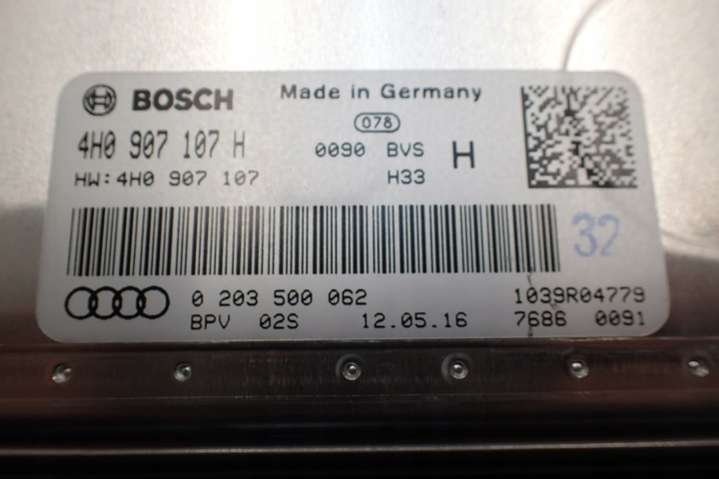 BOSCH Made in Germany
078
4H0 907 107 H 0090 BVS H
HW:4H0 907 107 H33
32
0 203 500 062 1039R04779
BPV 02S 12.05.16 7686 0091